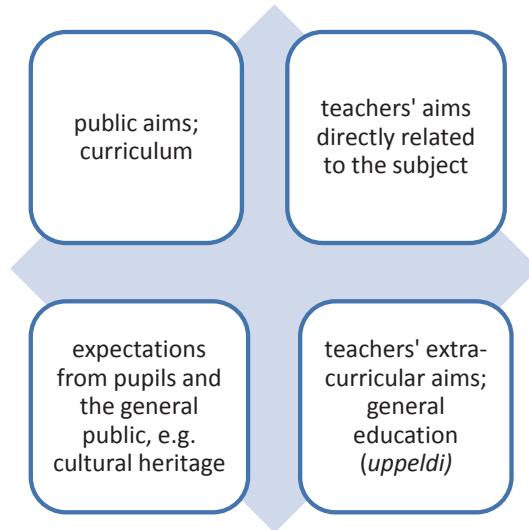 public aims;
curriculum
teachers' aims
directly related
to the subject
expectations
from pupils and
the general
public, e.g.
cultural heritage
teachers' extra-
curricular aims;
general
education
(uppeldi)